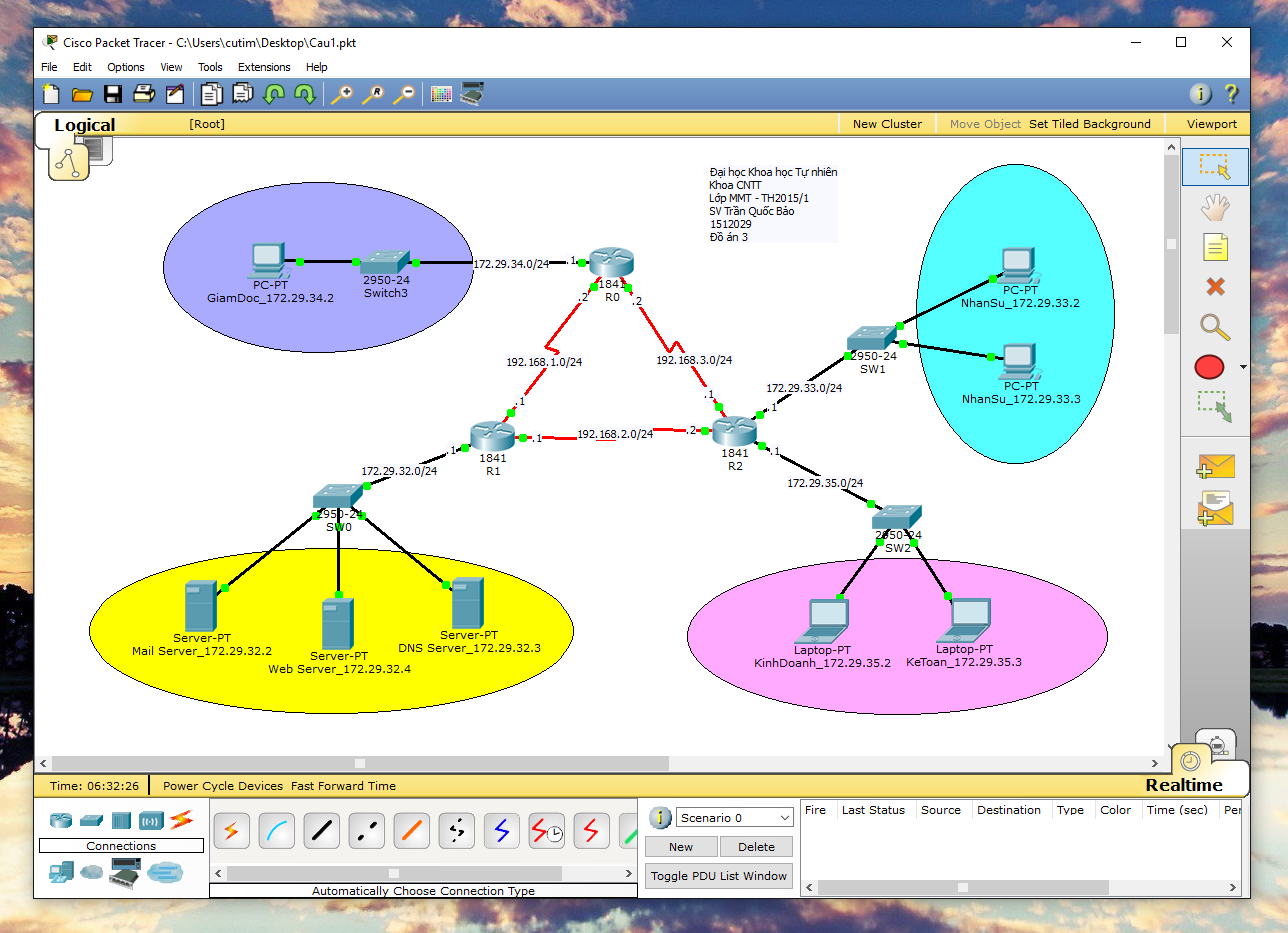 Cisco Packet Tracer - C:\Users\cutim\Desktop\Cau1.pkt
File Edit Options View Tools Extensions Help
Logical
[Root]
New Cluster
Move Object
Set Tiled Background
Viewport
Đại học Khoa học Tự nhiên
Khoa CNTT
Lớp MMT - TH2015/1
SV Trần Quốc Bảo
1512029
Đồ án 3
PC-PT
GiamDoc_172.29.34.2
2950-24
Switch3
172.29.34.0/24
.1
1841
R0
.2
.2
192.168.1.0/24
192.168.3.0/24
.1
.1
PC-PT
NhanSu_172.29.33.2
2950-24
SW1
PC-PT
NhanSu_172.29.33.3
172.29.33.0/24
.1
1841
R1
.1
.1
192.168.2.0/24
.2
1841
R2
.1
172.29.32.0/24
172.29.35.0/24
2950-24
SW0
2950-24
SW2
Server-PT
Mail Server_172.29.32.2
Server-PT
Web Server_172.29.32.4
Server-PT
DNS Server_172.29.32.3
Laptop-PT
KinhDoanh_172.29.35.2
Laptop-PT
KeToan_172.29.35.3
Time: 06:32:26
Power Cycle Devices Fast Forward Time
Realtime
Connections
Automatically Choose Connection Type
Scenario 0
New
Delete
Toggle PDU List Window
Fire Last Status Source Destination Type Color Time (sec) Per